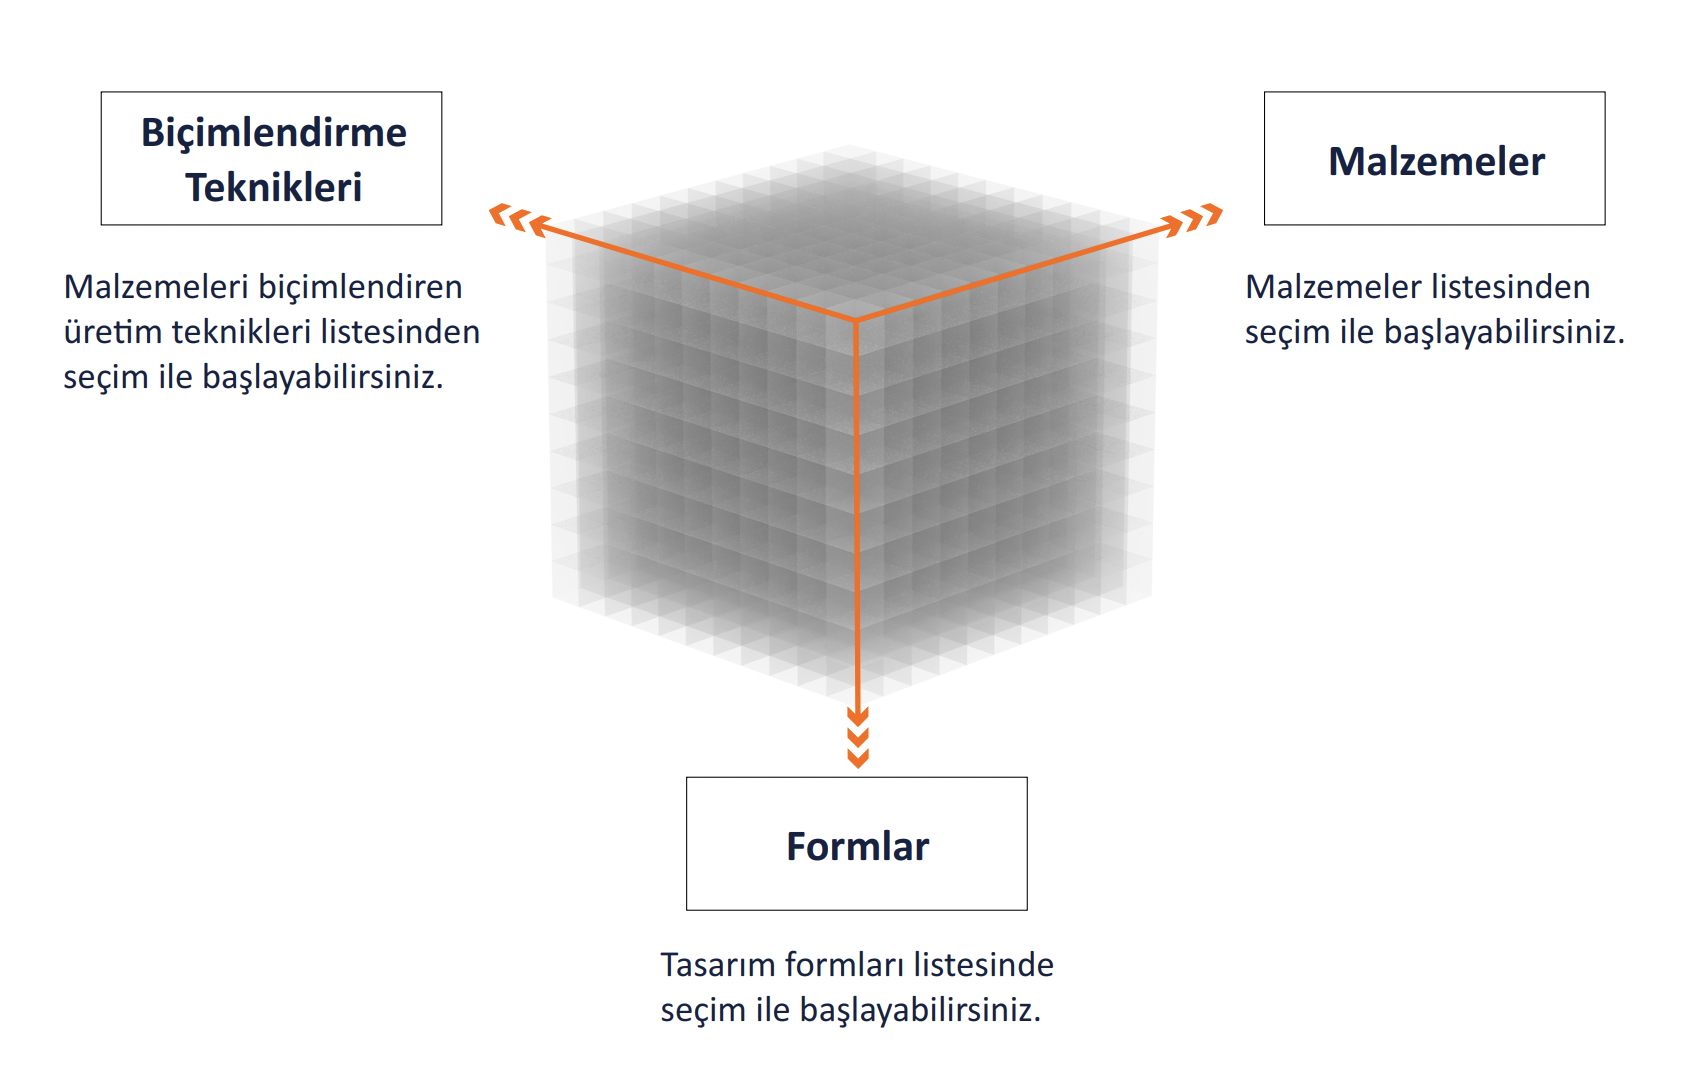 Biçimlendirme
Teknikleri
Malzemeleri biçimlendiren
üretim teknikleri listesinden
seçim ile başlayabilirsiniz.
Malzemeler
Malzemeler listesinden
seçim ile başlayabilirsiniz.
Formlar
Tasarım formları listesinde
seçim ile başlayabilirsiniz.